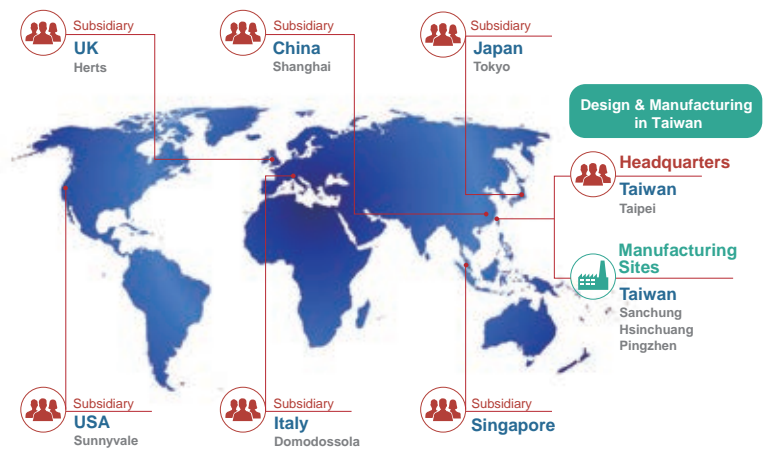 Subsidiary
UK
Herts
Subsidiary
China
Shanghai
Subsidiary
Japan
Tokyo
Design & Manufacturing
in Taiwan
Headquarters
Taiwan
Taipei
Manufacturing
Sites
Taiwan
Sanchung
Hsinchuang
Pingzhen
Subsidiary
USA
Sunnyvale
Subsidiary
Italy
Domodossola
Subsidiary
Singapore